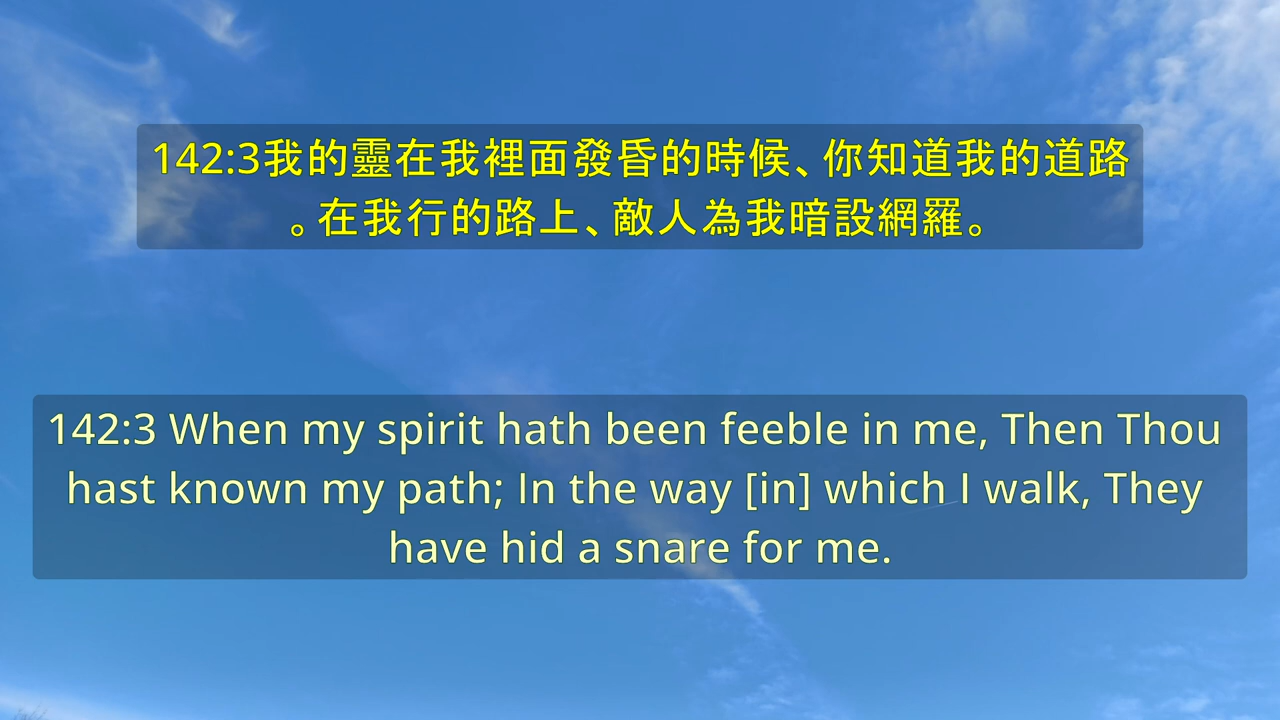 142:3我的靈在我裡面發昏的時候、你知道我的道路
。在我行的路上、敵人為我暗設網羅。
142:3 When my spirit hath been feeble in me, Then Thou
hast known my path; In the way [in] which I walk, They
have hid a snare for me.